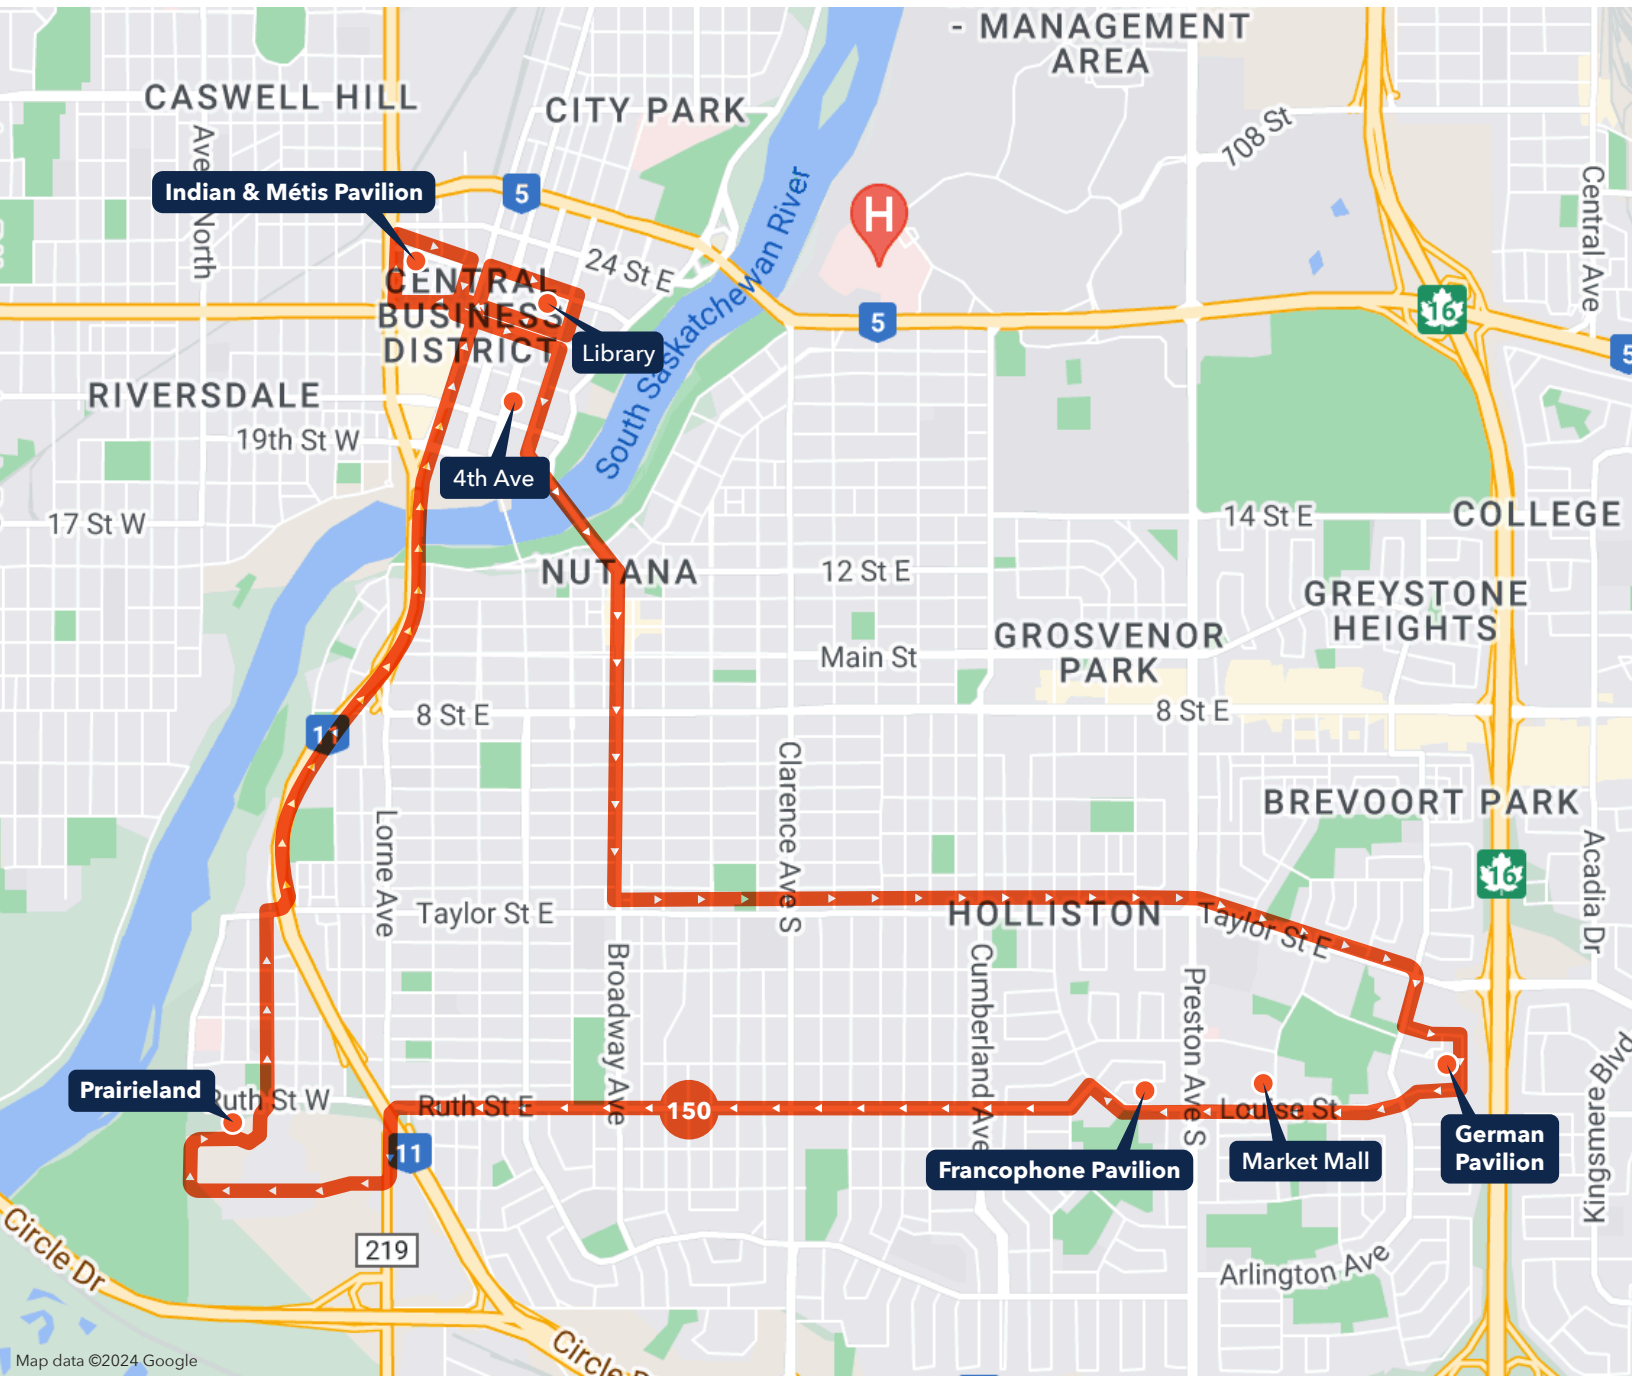 - MANAGEMENT
AREA
CASWELL HILL
CITY PARK
708 St
Ave
North
Central Ave
Indian & Métis Pavilion
5
H
24 St E
CENTRAL
BUSINESS
DISTRICT
Library
South Saskatchewan River
5
16
5
RIVERSDALE
19th St W
4th Ave
17 St W
14 St E
COLLEGE
NUTANA
12 St E
GREYSTONE
HEIGHTS
GROSVENOR
PARK
Main St
8 St E
8 St E
11
Clarence Ave S
BREVOORT PARK
Lorne Ave
Acadia Dr
16
Taylor St E
HOLLISTON
Taylor St E
Broadway Ave
Cumberland Ave
Preston Ave S
Kingsmere Blvd
Prairieland
Ruth St W
Ruth St E
150
Louise St
11
Francophone Pavilion
Market Mall
German
Pavilion
219
Circle Dr
Arlington Ave
Circle D
Map data ©2024 Google